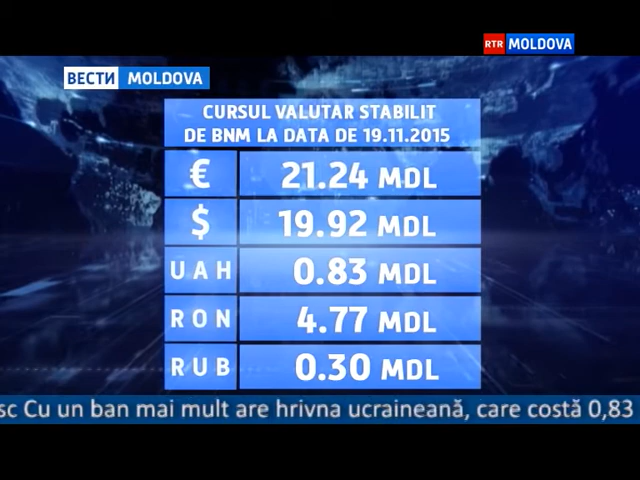 RTR MOLDOVA
ВЕСТИ MOLDOVA
CURSUL VALUTAR STABILIT
DE BNM LA DATA DE 19.11.2015
€ 21.24 MDL
$ 19.92 MDL
UAH 0.83 MDL
RON 4.77 MDL
RUB 0.30 MDL
sc Cu un ban mai mult are hrivna ucraineană, care costă 0,83